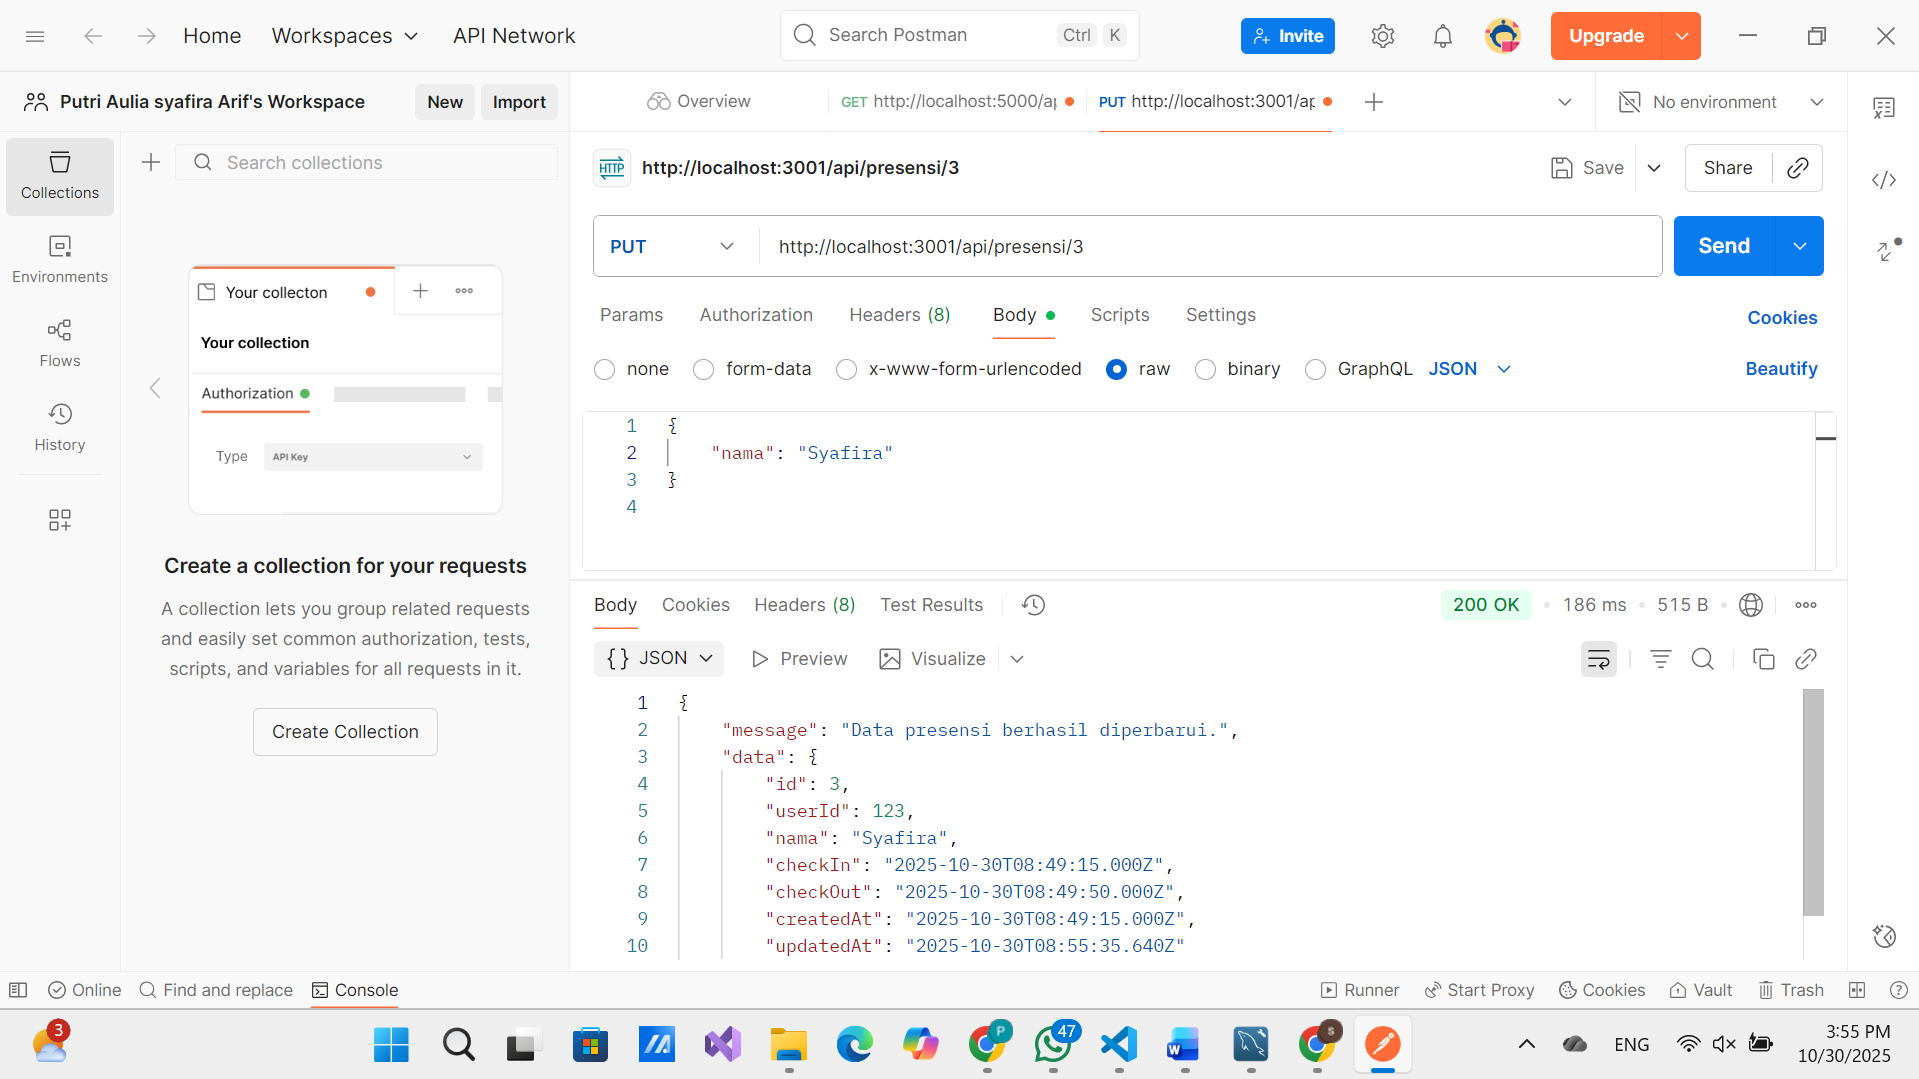 Home Workspaces API Network Search Postman Ctrl K Invite Upgrade
Putri Aulia syafira Arif's Workspace New Import Overview GET http://localhost:5000/ap PUT http://localhost:3001/ap No environment
Search collections
HTTP http://localhost:3001/api/presensi/3 Save Share
Collections
PUT http://localhost:3001/api/presensi/3 Send
Environments
Your collecton
Params Authorization Headers (8) Body Scripts Settings Cookies
Your collection
Flows
none form-data x-www-form-urlencoded raw binary GraphQL JSON Beautify
Authorization
1 {
History
Type API Key
2 "nama": "Syafira"
3 }
4
Create a collection for your requests
A collection lets you group related requests
and easily set common authorization, tests,
scripts, and variables for all requests in it.
Create Collection
Body Cookies Headers (8) Test Results 200 OK 186 ms 515 B
{} JSON Preview Visualize
1 {
2 "message": "Data presensi berhasil diperbarui.",
3 "data": {
4 "id": 3,
5 "userId": 123,
6 "nama": "Syafira",
7 "checkIn": "2025-10-30T08:49:15.000Z",
8 "checkOut": "2025-10-30T08:49:50.000Z",
9 "createdAt": "2025-10-30T08:49:15.000Z",
10 "updatedAt": "2025-10-30T08:55:35.640Z"
Online Find and replace Console Runner Start Proxy Cookies Vault Trash
3 P 47 W S ENG 3:55 PM
10/30/2025